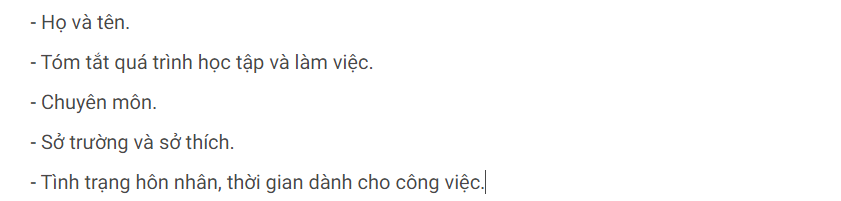 - Họ và tên.
- Tóm tắt quá trình học tập và làm việc.
- Chuyên môn.
- Sở trường và sở thích.
- Tình trạng hôn nhân, thời gian dành cho công việc.